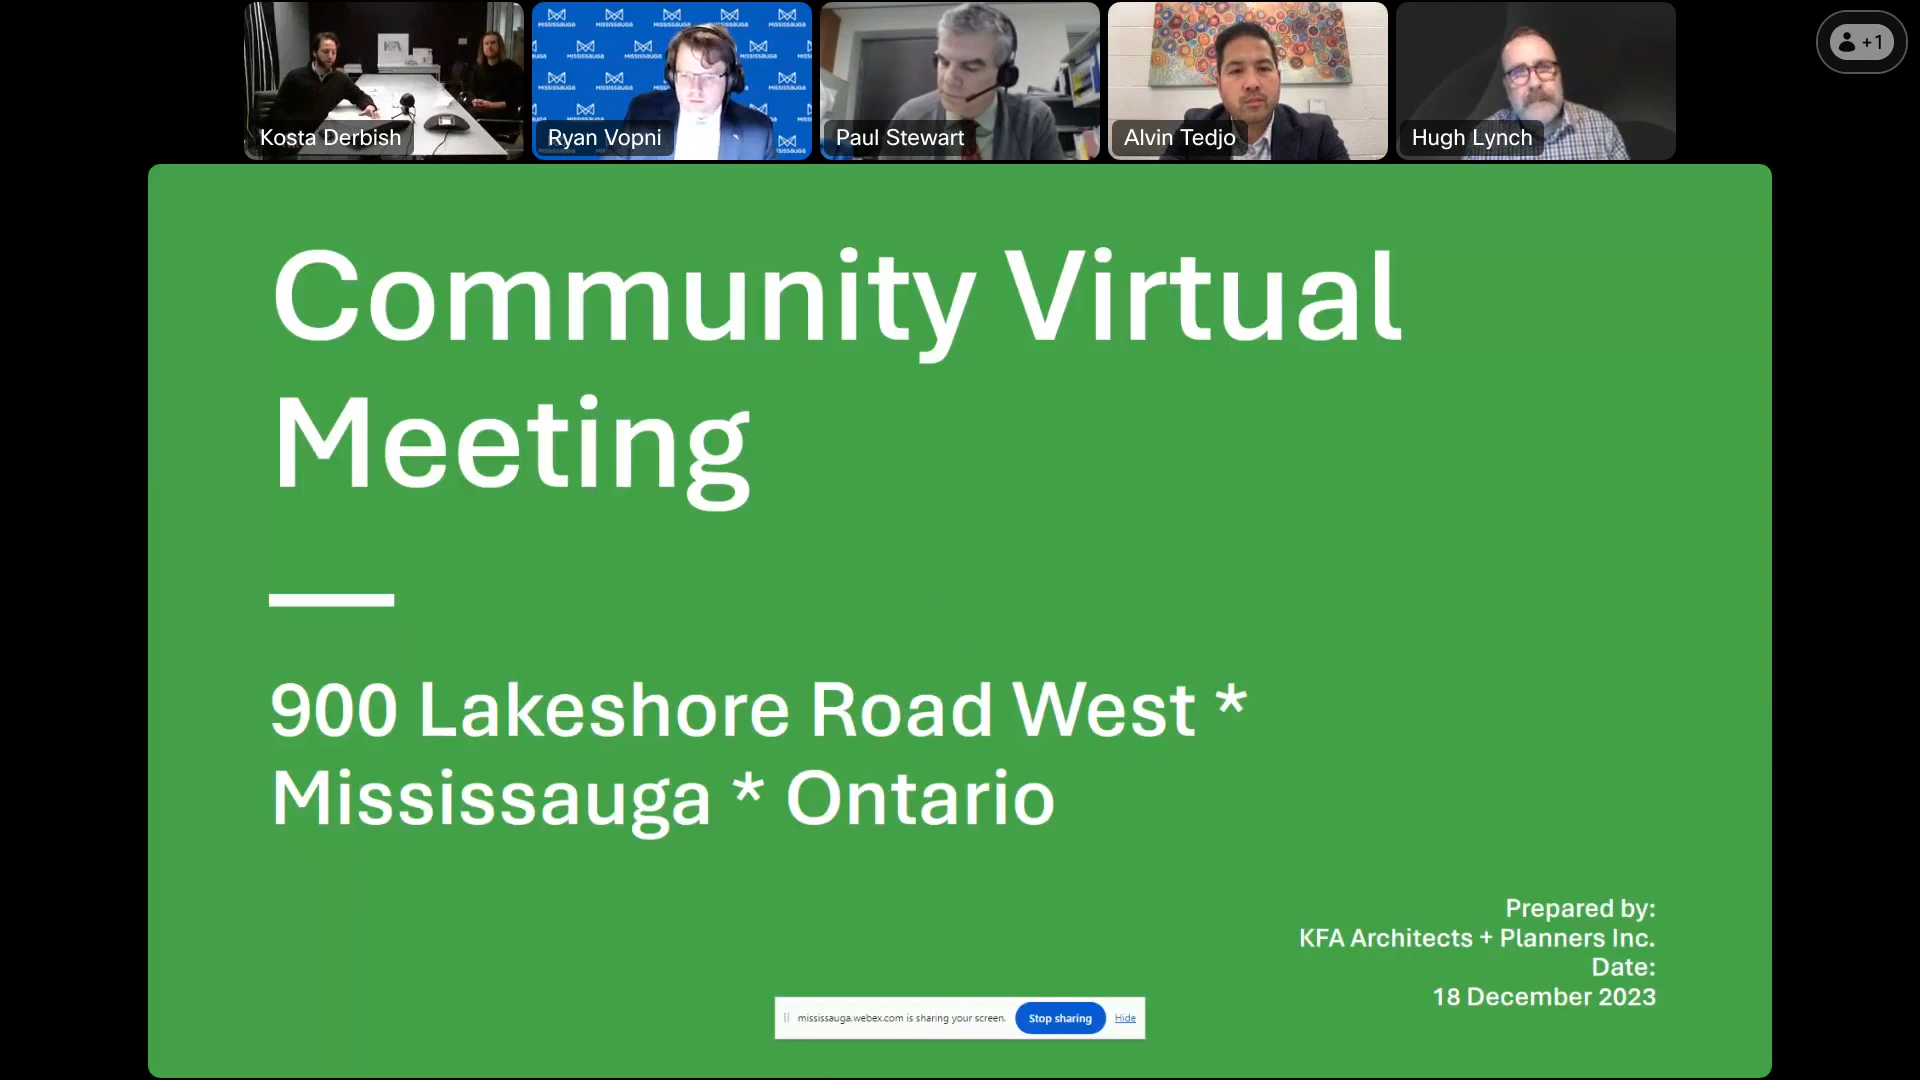 Kosta Derbish
Ryan Vopni
Paul Stewart
Alvin Tedjo
Hugh Lynch
+1
KFA
MISSISSAUGA
Community Virtual
Meeting
900 Lakeshore Road West *
Mississauga * Ontario
Prepared by:
KFA Architects + Planners Inc.
Date:
18 December 2023
mississauga.webex.com is sharing your screen.
Stop sharing
Hide